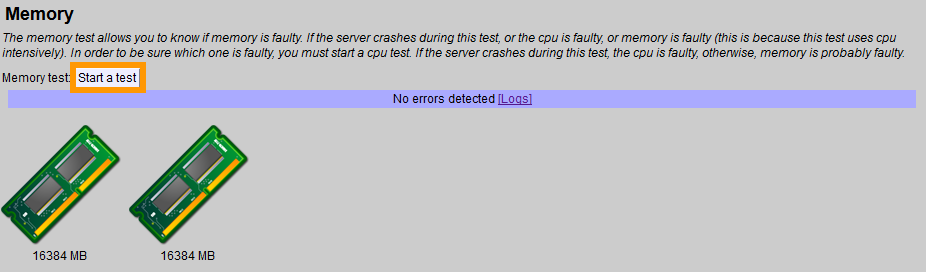 Memory
The memory test allows you to know if memory is faulty. If the server crashes during this test, or the cpu is faulty, or memory is faulty (this is because this test uses cpu
intensively). In order to be sure which one is faulty, you must start a cpu test. If the server crashes during this test, the cpu is faulty, otherwise, memory is probably faulty.
Memory test: Start a test
No errors detected [Logs]
16384 MB 16384 MB